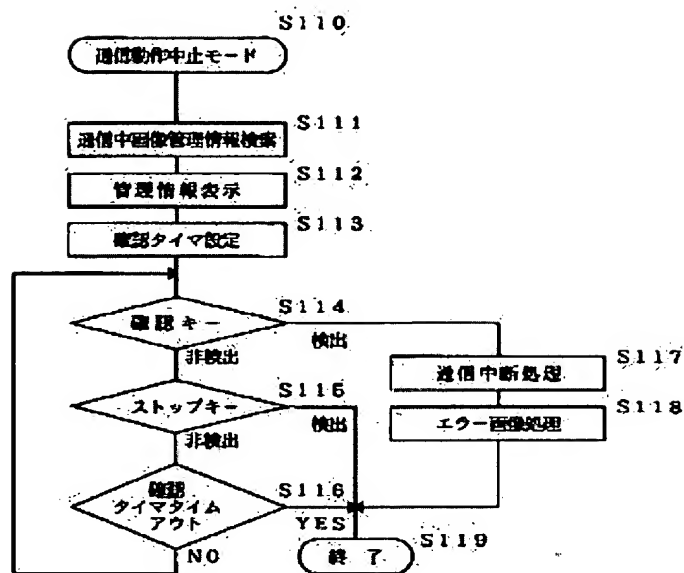 S110
通信動作中止モード
S111
通信中画像管理情報検索
S112
管理情報表示
S113
確認タイマ設定
S114
確認キー
検出
非検出
S117
通信中断処理
S115
ストップキー
検出
非検出
S118
エラー画像処理
S116
確認
タイマタイム
アウト
YES
NO
S119
終了